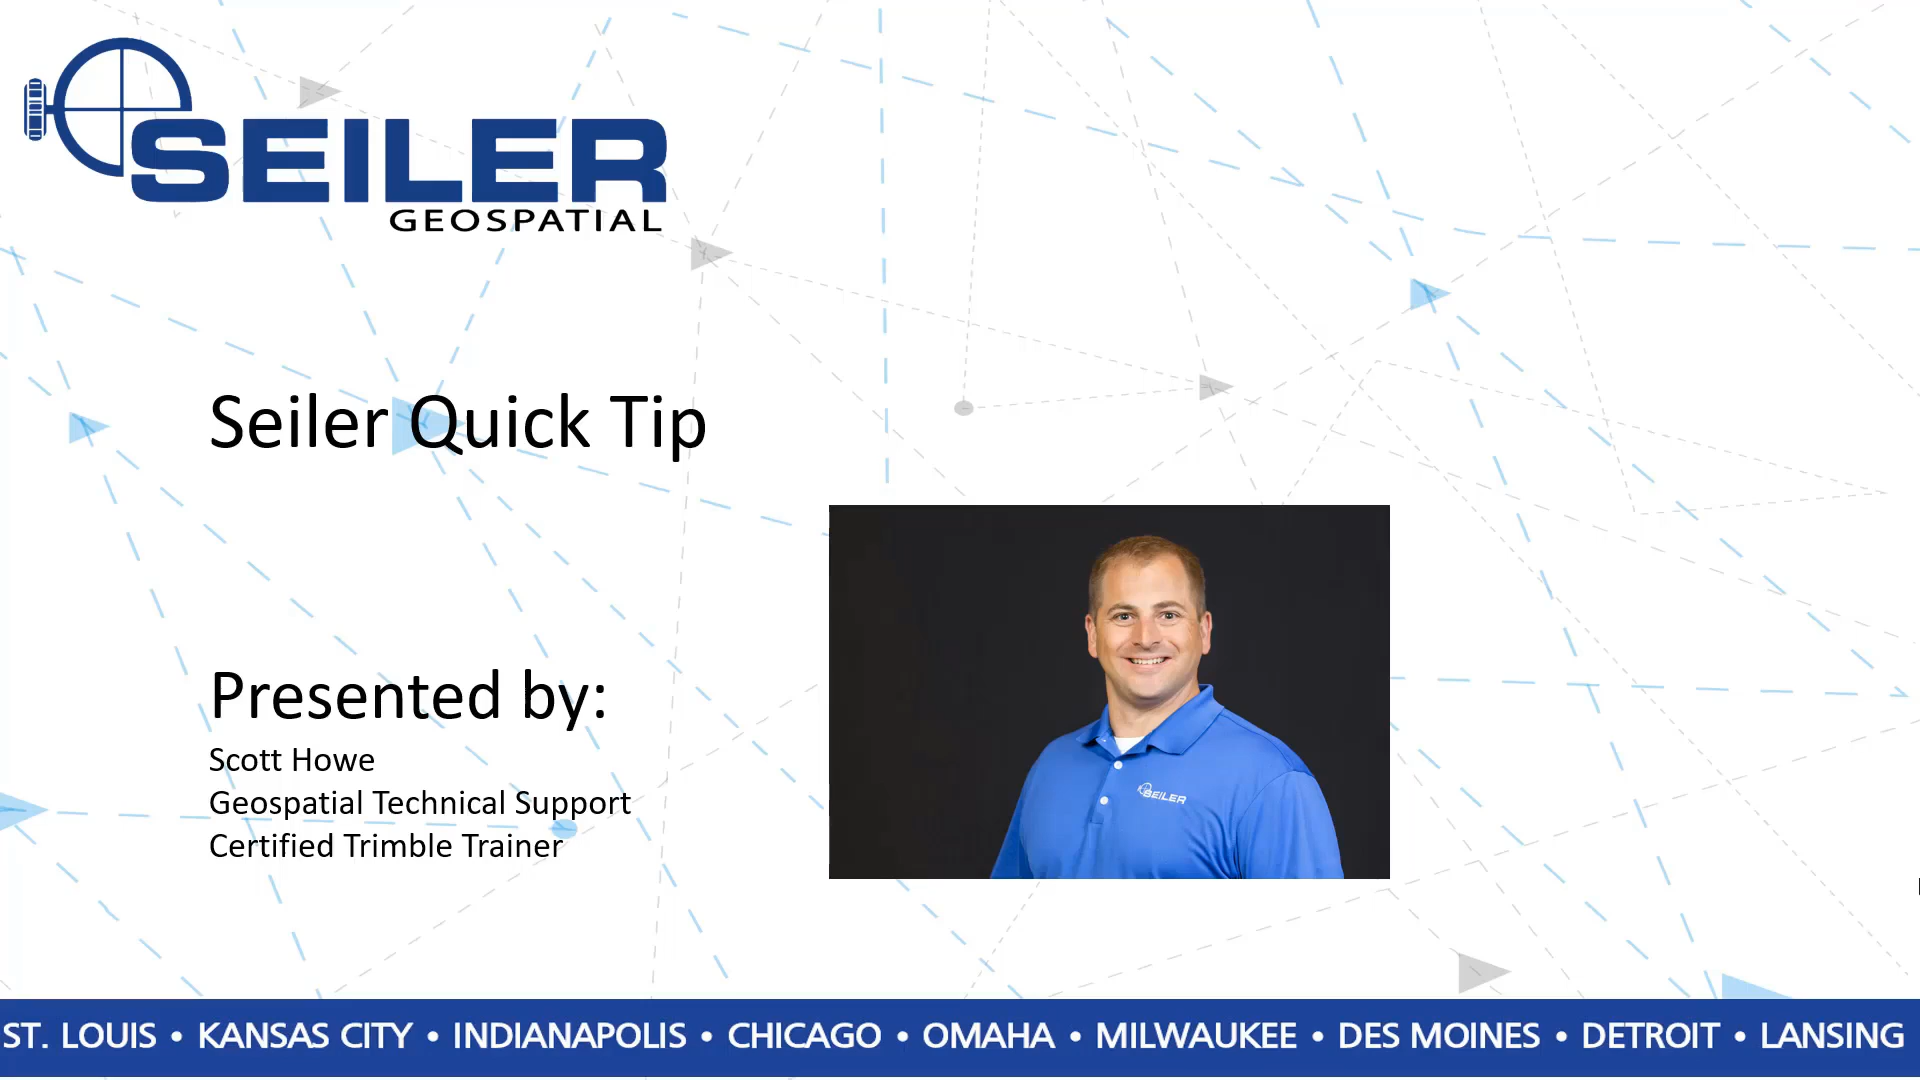 SEILER
GEOSPATIAL
Seiler Quick Tip
Presented by:
Scott Howe
Geospatial Technical Support
Certified Trimble Trainer
SEILER
ST. LOUIS • KANSAS CITY • INDIANAPOLIS • CHICAGO • OMAHA • MILWAUKEE • DES MOINES • DETROIT • LANSING